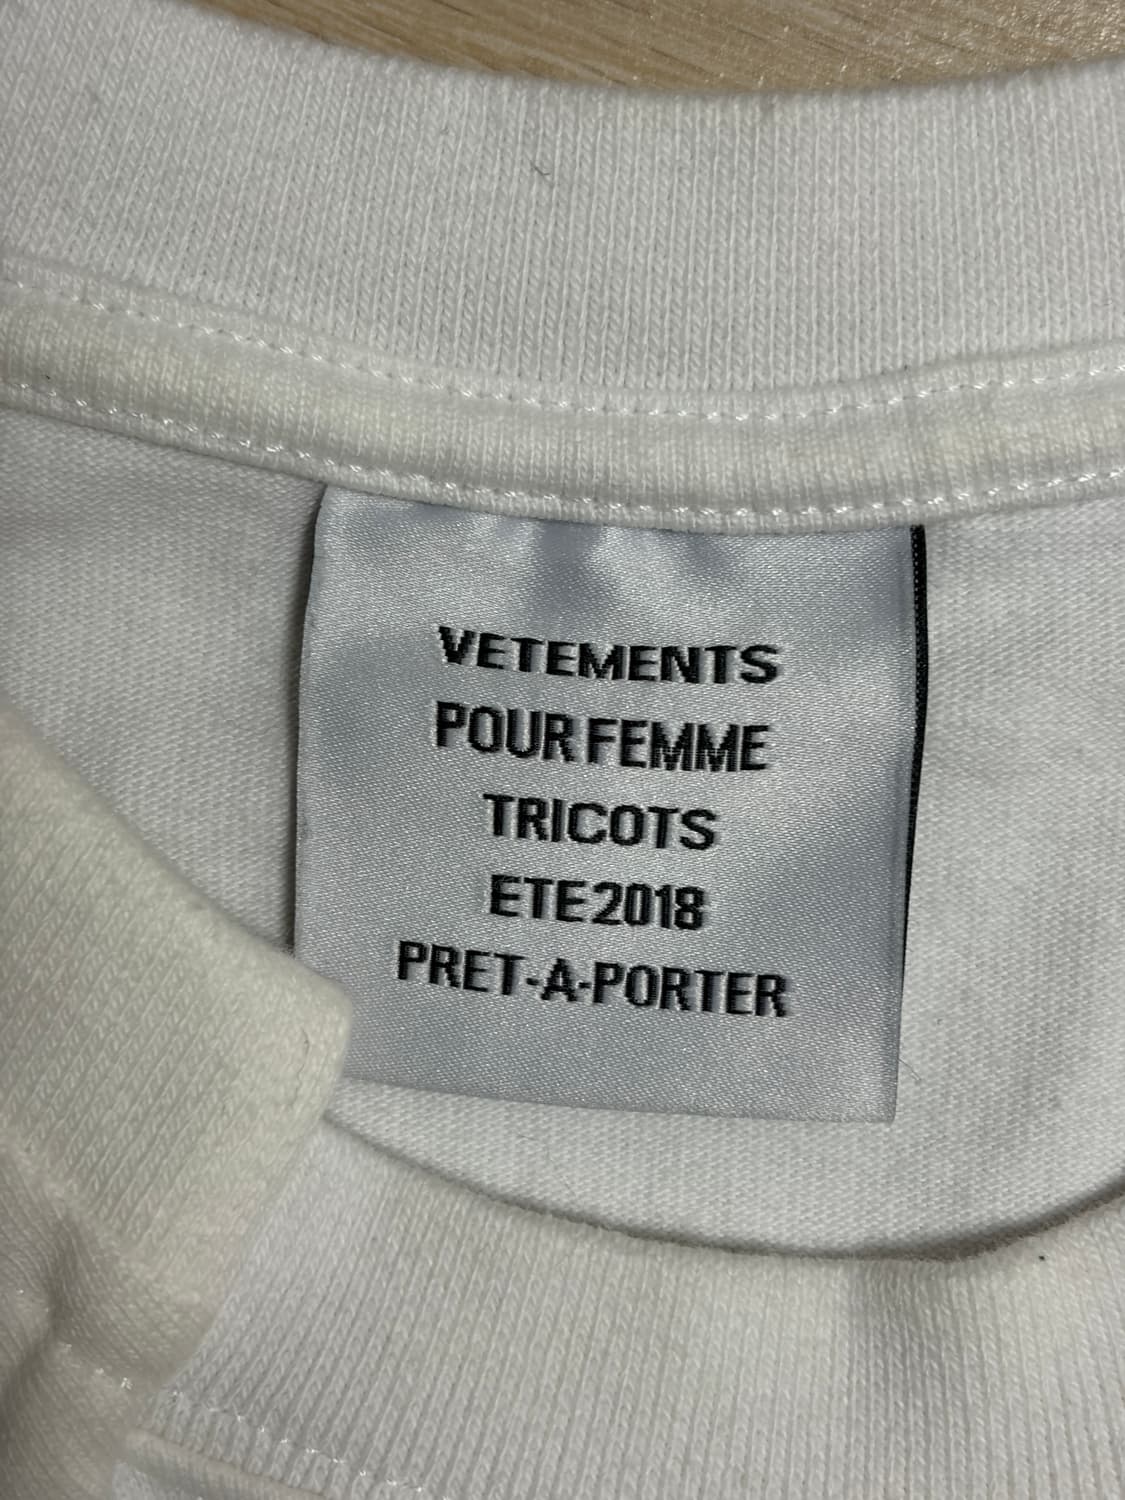 VETEMENTS
POUR FEMME
TRICOTS
ETE 2018
PRET-A-PORTER